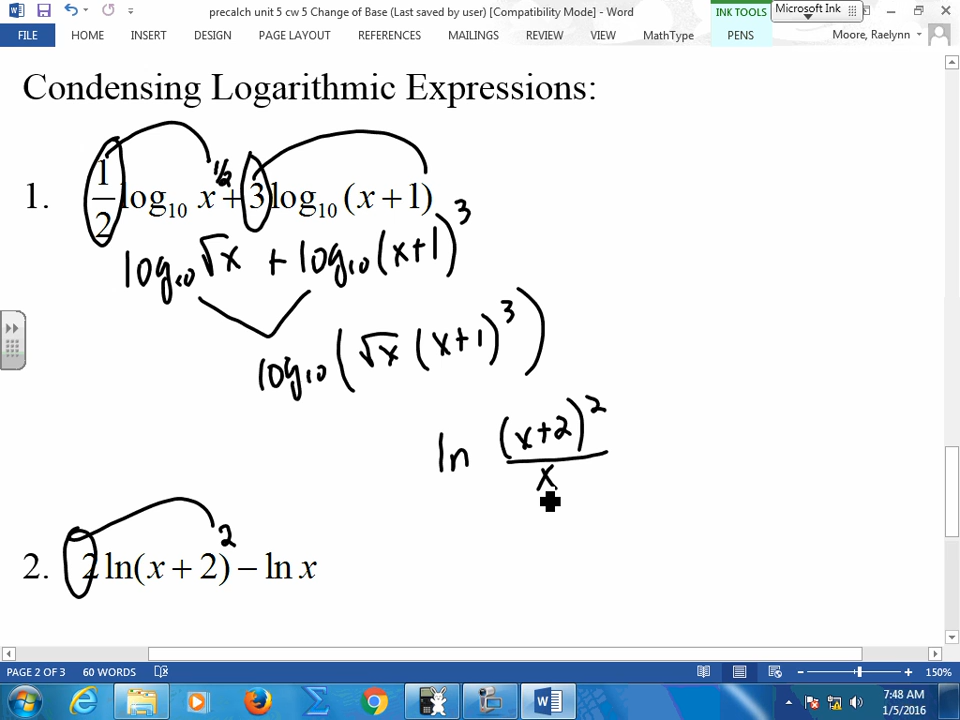 precalch unit 5 cw 5 Change of Base (Last saved by user) [Compatibility Mode] - Word
INK TOOLS
Microsoft Ink
FILE HOME INSERT DESIGN PAGE LAYOUT REFERENCES MAILINGS REVIEW VIEW MathType PENS Moore, Raelynn
Condensing Logarithmic Expressions:
1. 1/2 log₁₀ x^1/2 + 3 log₁₀ (x + 1)
log₁₀ √x + log₁₀ (x+1)³
log₁₀ (√x (x+1)³)
ln (x+2)²/x
2. 2 ln(x + 2)² − ln x
PAGE 2 OF 3 60 WORDS 150%
7:48 AM
1/5/2016